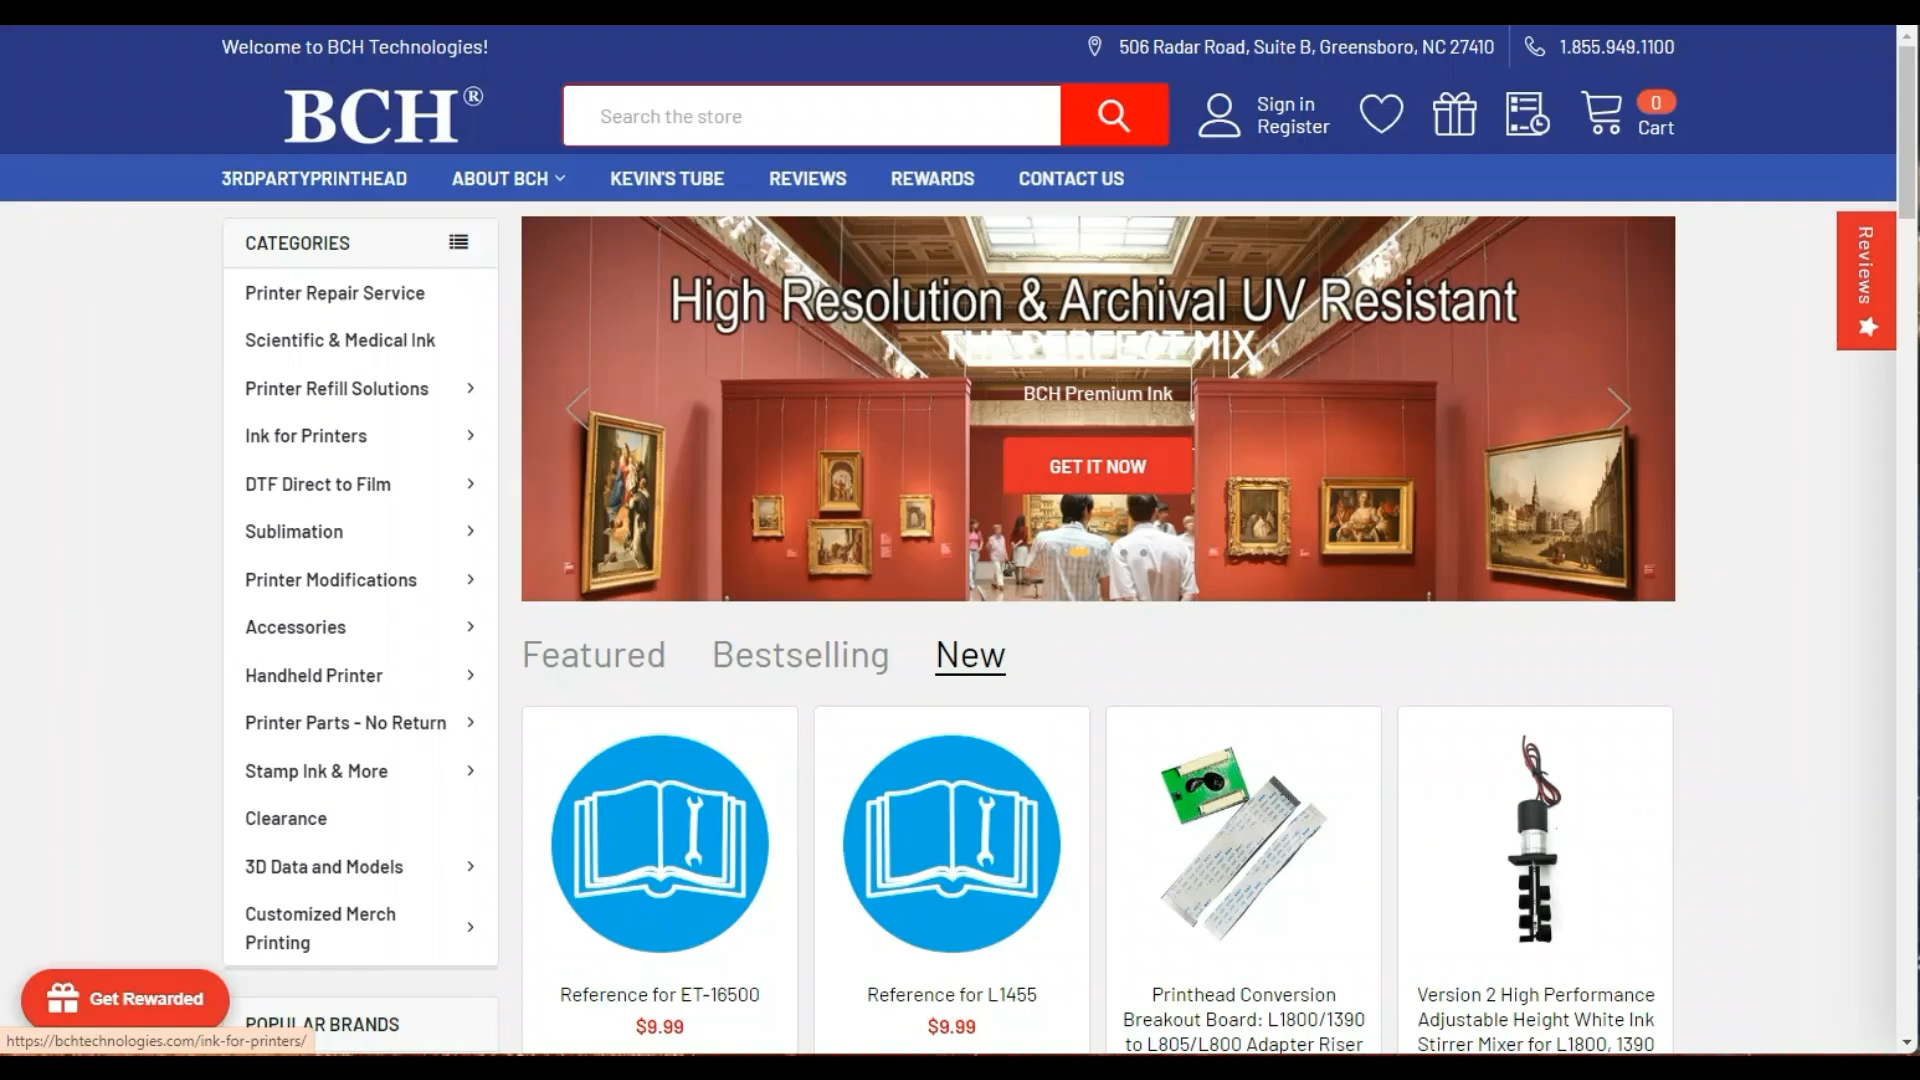 Welcome to BCH Technologies!
506 Radar Road, Suite B, Greensboro, NC 27410
1.855.949.1100
BCH®
Search the store
Sign in
Register
0
Cart
3RDPARTYPRINTHEAD
ABOUT BCH
KEVIN'S TUBE
REVIEWS
REWARDS
CONTACT US
CATEGORIES
Printer Repair Service
Scientific & Medical Ink
Printer Refill Solutions
Ink for Printers
DTF Direct to Film
Sublimation
Printer Modifications
Accessories
Handheld Printer
Printer Parts - No Return
Stamp Ink & More
Clearance
3D Data and Models
Customized Merch
Printing
POPULAR BRANDS
High Resolution & Archival UV Resistant
THE PERFECT MIX
BCH Premium Ink
GET IT NOW
Reviews
Featured
Bestselling
New
Reference for ET-16500
$9.99
Reference for L1455
$9.99
Printhead Conversion
Breakout Board: L1800/1390
to L805/L800 Adapter Riser
Version 2 High Performance
Adjustable Height White Ink
Stirrer Mixer for L1800, 1390
Get Rewarded
https://bchtechnologies.com/ink-for-printers/